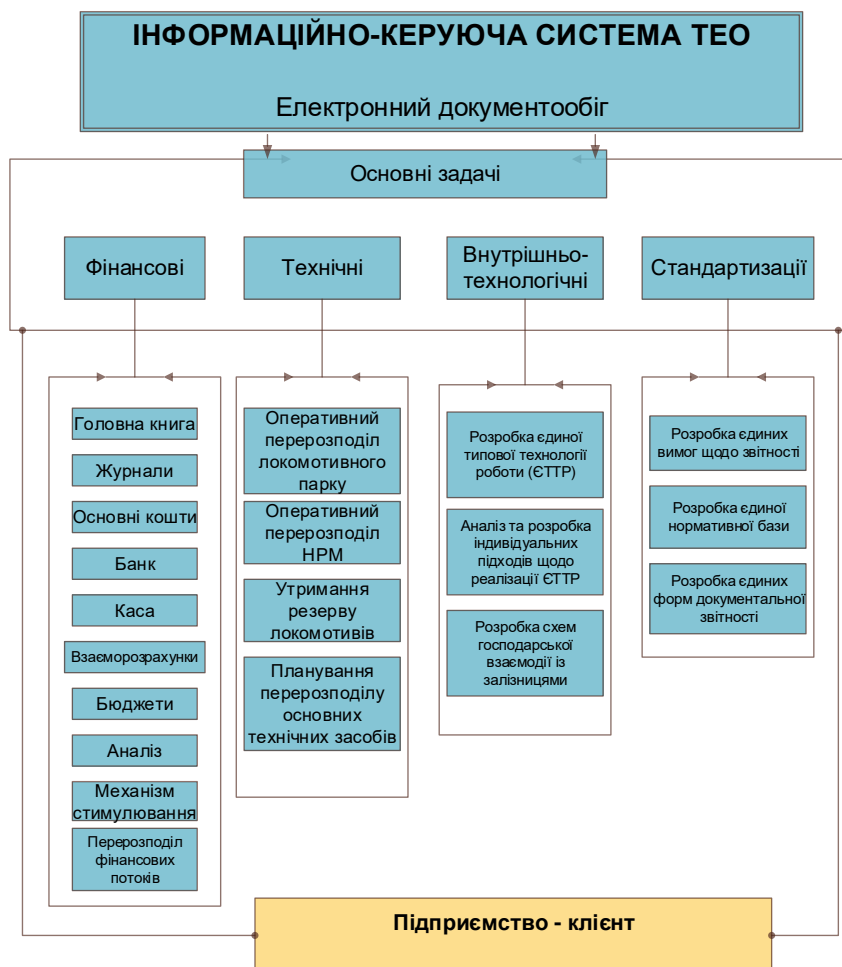 ІНФОРМАЦІЙНО-КЕРУЮЧА СИСТЕМА ТЕО
Електронний документообіг
Основні задачі
Фінансові
Технічні
Внутрішньо-
технологічні
Стандартизації
Головна книга
Журнали
Основні кошти
Банк
Каса
Взаєморозрахунки
Бюджети
Аналіз
Механізм
стимулювання
Перерозподіл
фінансових
потоків
Оперативний
перерозподіл
локомотивного
парку
Оперативний
перерозподіл
НРМ
Утримання
резерву
локомотивів
Планування
перерозподілу
основних
технічних засобів
Розробка єдиної
типової технології
роботи (ЄТТР)
Аналіз та розробка
індивідуальних
підходів щодо
реалізації ЄТТР
Розробка схем
господарської
взаємодії із
залізницями
Розробка єдиних
вимог щодо звітності
Розробка єдиної
нормативної бази
Розробка єдиних
форм документальної
звітності
Підприємство - клієнт